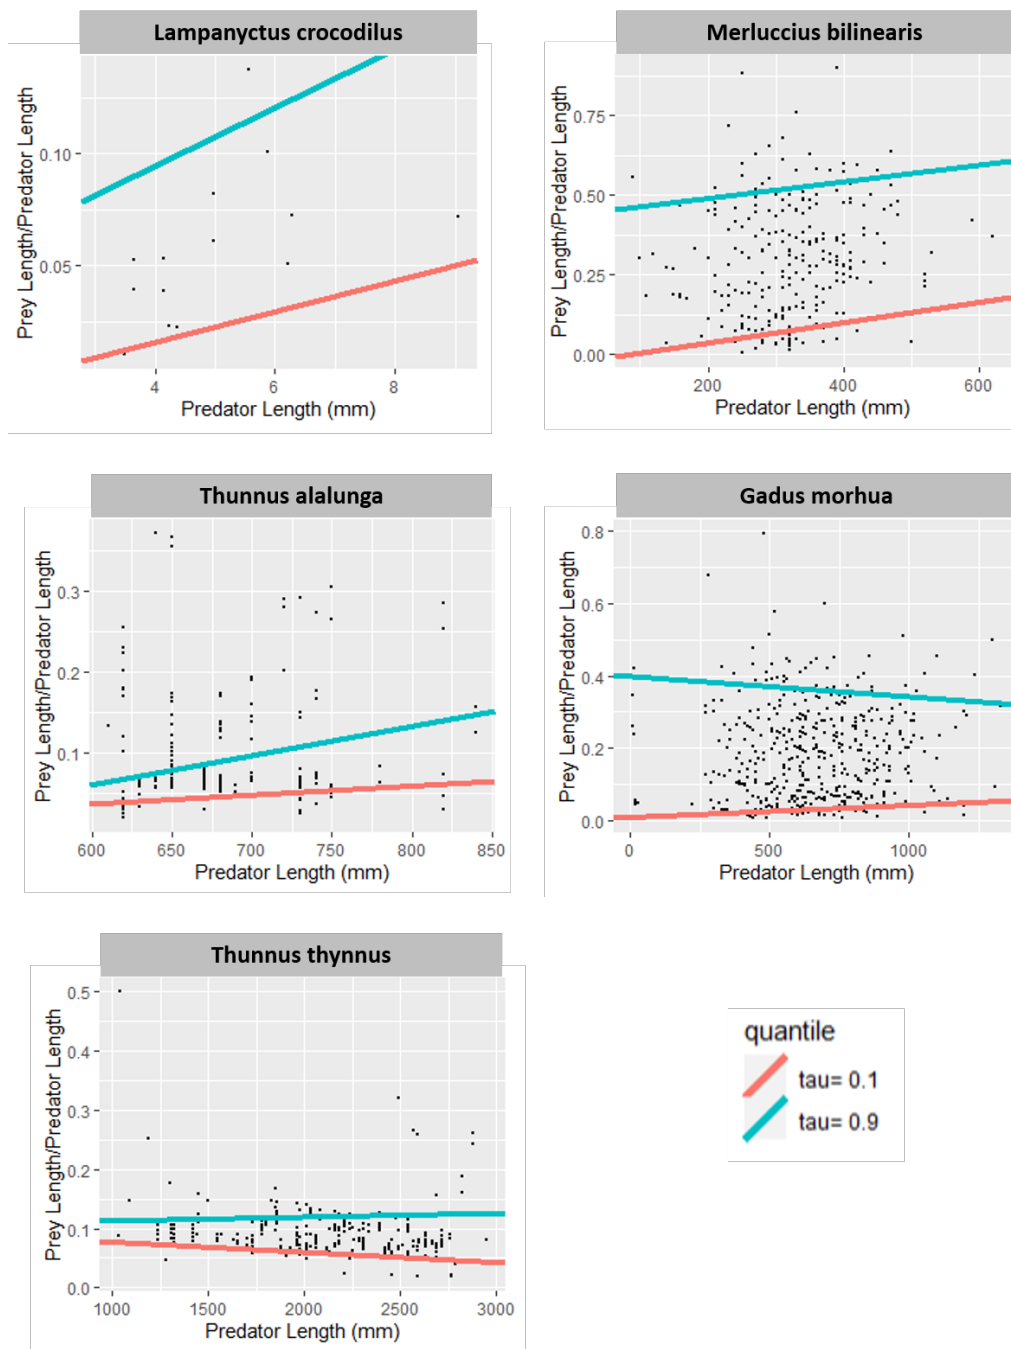 Lampanyctus crocodilus
Prey Length/Predator Length
0.10
0.05
4 6 8
Predator Length (mm)
Merluccius bilinearis
Prey Length/Predator Length
0.75
0.50
0.25
0.00
200 400 600
Predator Length (mm)
Thunnus alalunga
Prey Length/Predator Length
0.3
0.2
0.1
600 650 700 750 800 850
Predator Length (mm)
Gadus morhua
Prey Length/Predator Length
0.8
0.6
0.4
0.2
0.0
0 500 1000
Predator Length (mm)
Thunnus thynnus
Prey Length/Predator Length
0.5
0.4
0.3
0.2
0.1
0.0
1000 1500 2000 2500 3000
Predator Length (mm)
quantile
tau= 0.1
tau= 0.9